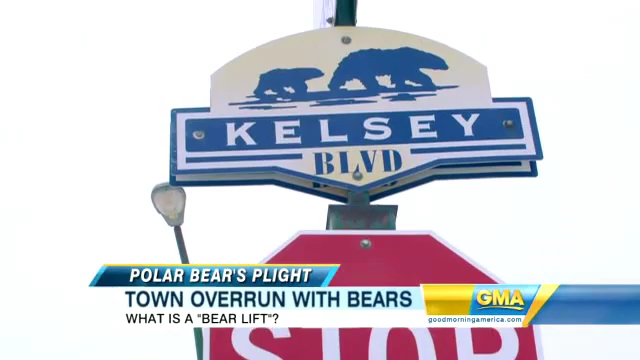 KELSEY
BLVD
POLAR BEAR'S PLIGHT
TOWN OVERRUN WITH BEARS
GMA
WHAT IS A "BEAR LIFT"?
goodmorningamerica.com
STOP